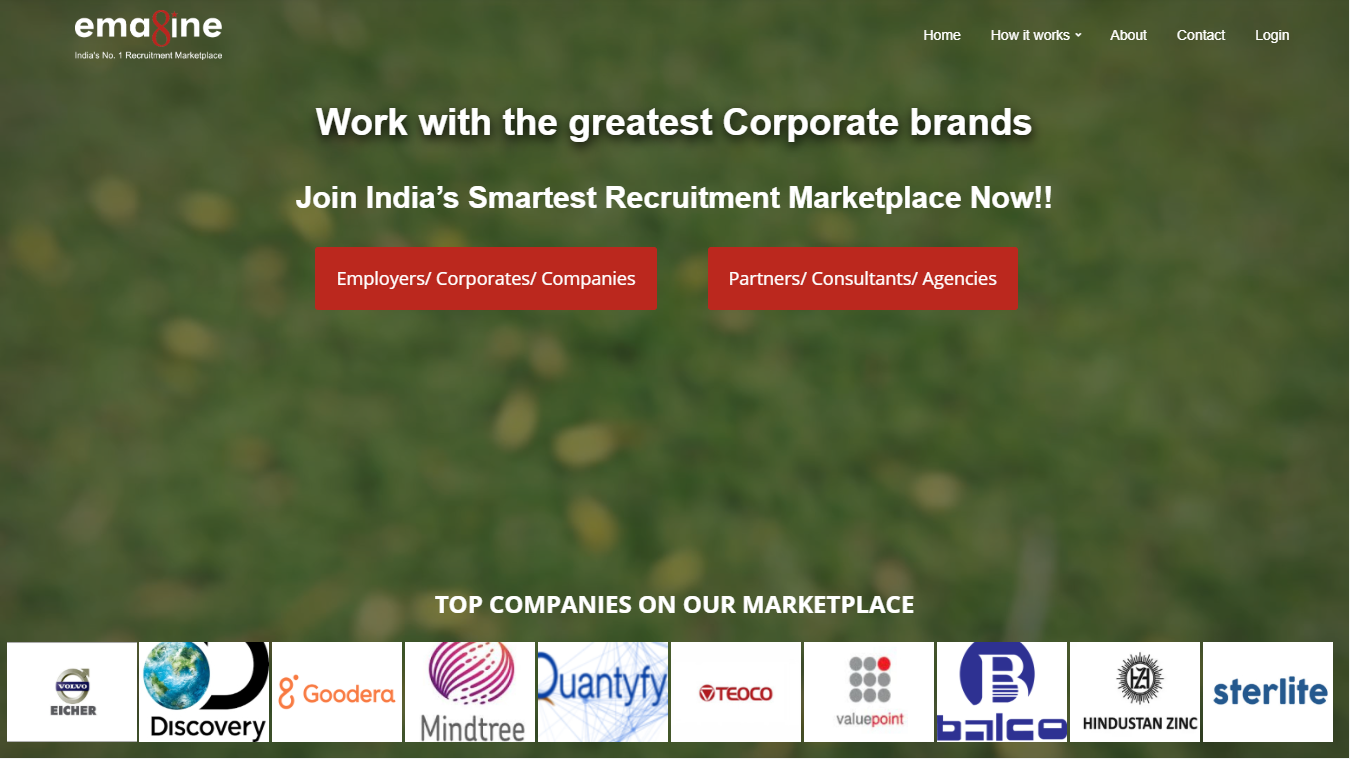 ema8ine
India's No. 1 Recruitment Marketplace
Home How it works About Contact Login
Work with the greatest Corporate brands
Join India’s Smartest Recruitment Marketplace Now!!
Employers/ Corporates/ Companies
Partners/ Consultants/ Agencies
TOP COMPANIES ON OUR MARKETPLACE
VOLVO
EICHER
Discovery
Goodera
Mindtree
Quantyfy
TEOCO
valuepoint
B
balco
HZL
HINDUSTAN ZINC
sterlite